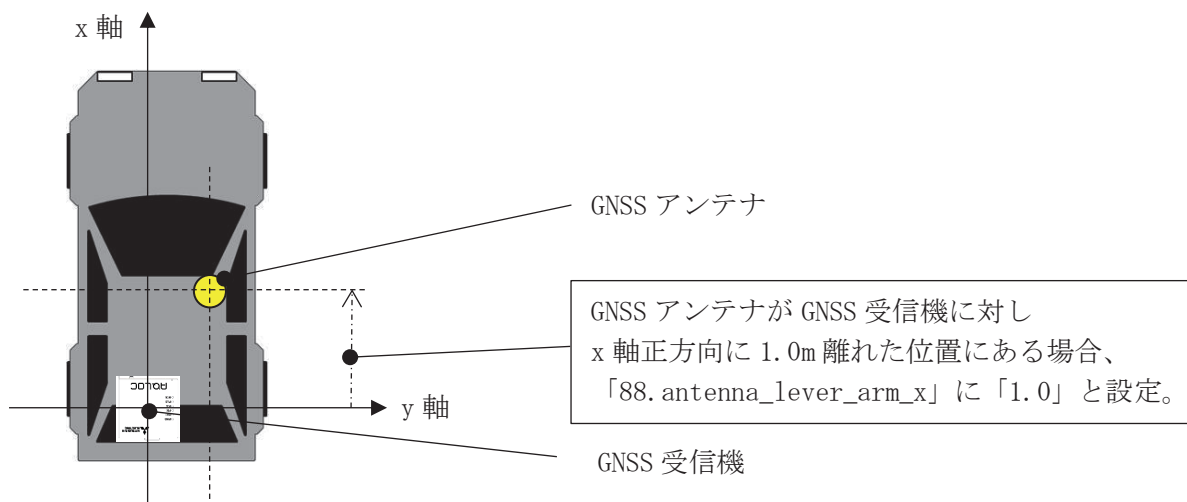 x 軸
GNSS アンテナ
GNSS アンテナが GNSS 受信機に対し
x 軸正方向に 1.0m 離れた位置にある場合、
「88.antenna_lever_arm_x」に「1.0」と設定。
AQLOC
y 軸
GNSS 受信機